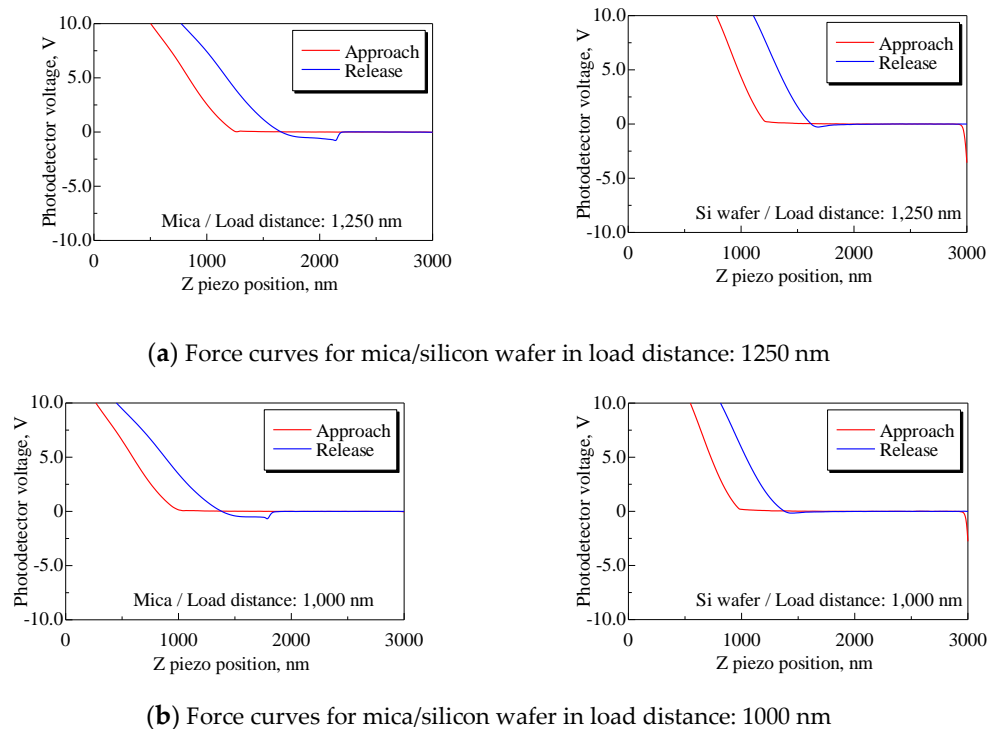 10.0
5.0
0
-5.0
-10.0
Photodetector voltage, V
Approach
Release
Mica / Load distance: 1,250 nm
0 1000 2000 3000
Z piezo position, nm
10.0
5.0
0
-5.0
-10.0
Photodetector voltage, V
Approach
Release
Si wafer / Load distance: 1,250 nm
0 1000 2000 3000
Z piezo position, nm
(a) Force curves for mica/silicon wafer in load distance: 1250 nm
10.0
5.0
0
-5.0
-10.0
Photodetector voltage, V
Approach
Release
Mica / Load distance: 1,000 nm
0 1000 2000 3000
Z piezo position, nm
10.0
5.0
0
-5.0
-10.0
Photodetector voltage, V
Approach
Release
Si wafer / Load distance: 1,000 nm
0 1000 2000 3000
Z piezo position, nm
(b) Force curves for mica/silicon wafer in load distance: 1000 nm